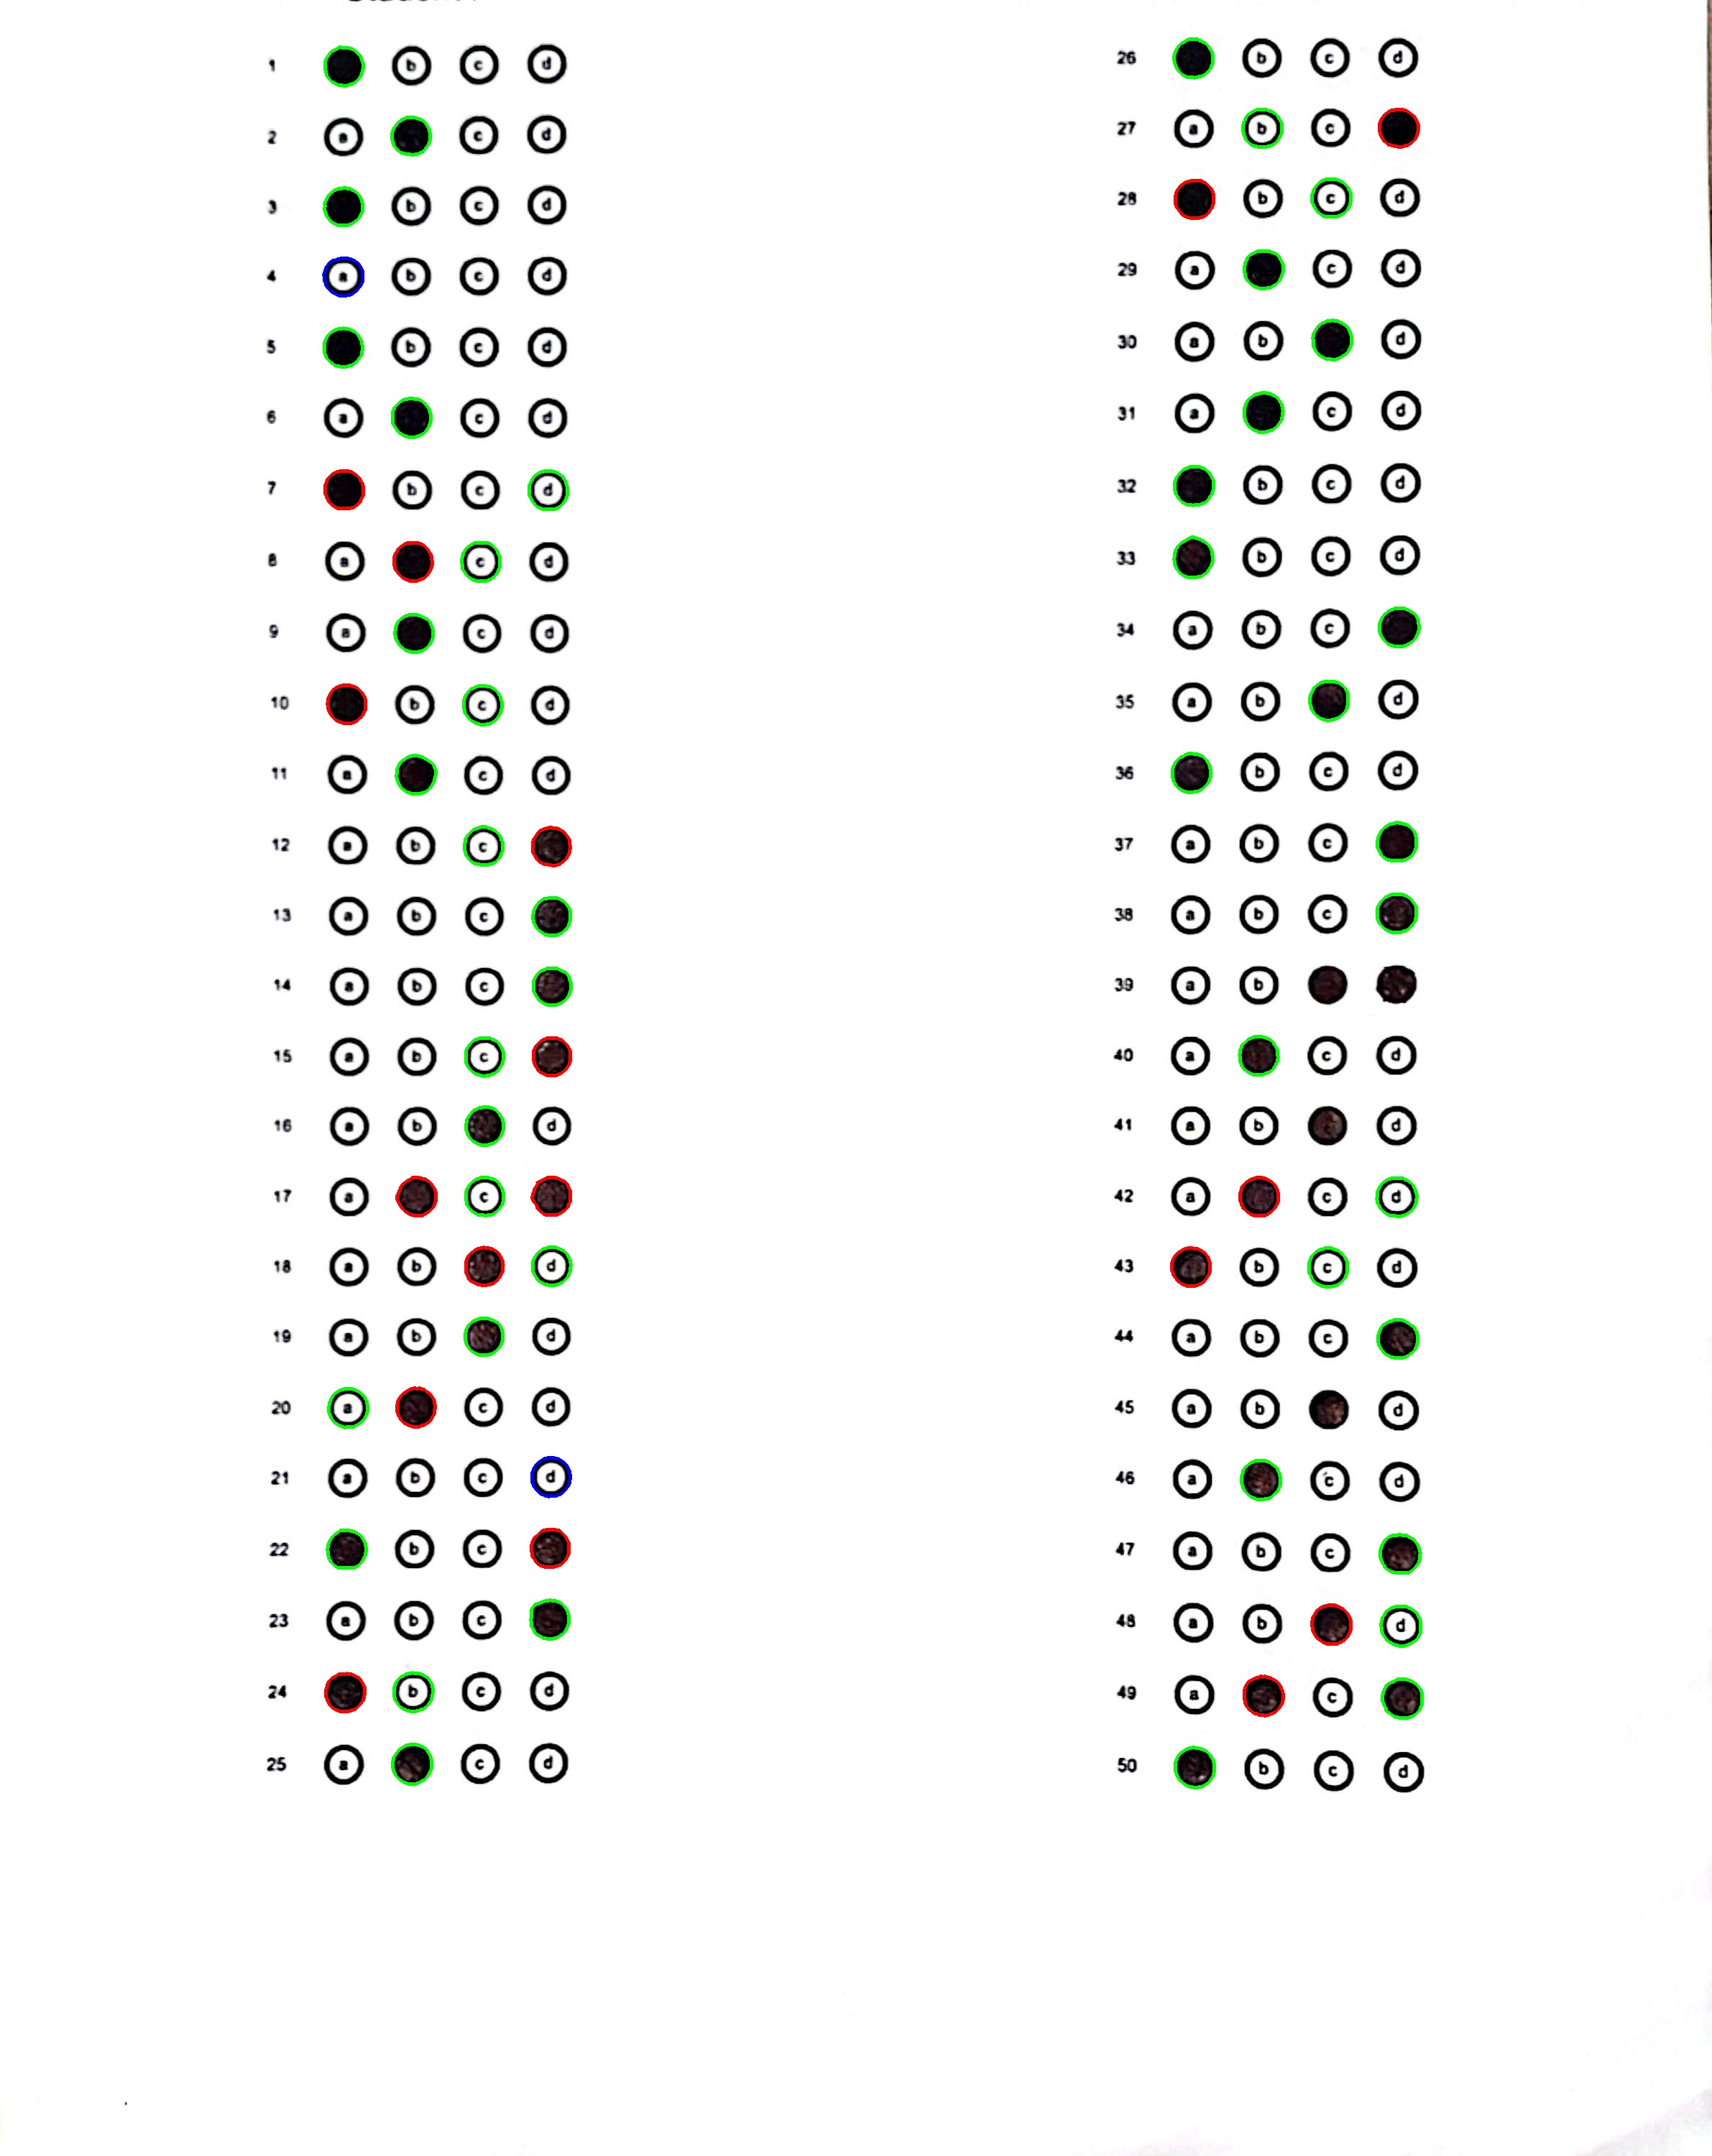 1 b c d
2 a c d
3 b c d
4 a b c d
5 b c d
6 a c d
7 b c d
8 a c d
9 a c d
10 b c d
11 a c d
12 a b c
13 a b c
14 a b c
15 a b c
16 a b d
17 a c
18 a b d
19 a b d
20 a c d
21 a b c d
22 b c
23 a b c
24 b c d
25 a c d
26 b c d
27 a b c
28 b c d
29 a c d
30 a b d
31 a c d
32 b c d
33 b c d
34 a b c
35 a b d
36 b c d
37 a b c
38 a b c
39 a b
40 a c d
41 a b d
42 a c d
43 b c d
44 a b c
45 a b d
46 a c d
47 a b c
48 a b d
49 a c
50 b c d